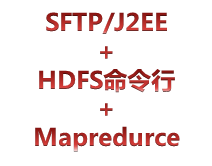 SFTP/J2EE
+
HDFS命令行
+
Mapredurce